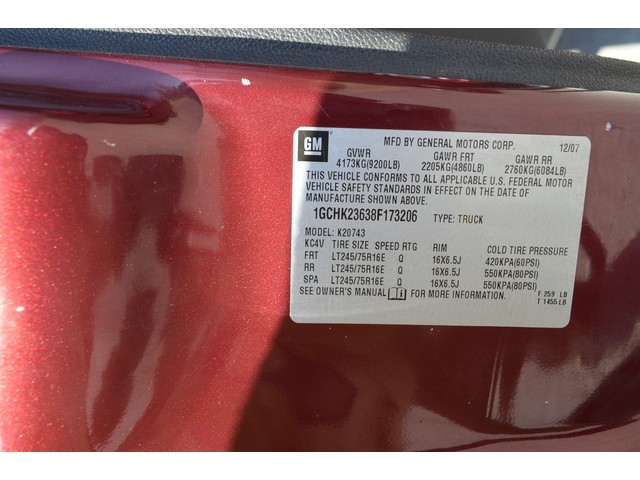 GM
MFD BY GENERAL MOTORS CORP. 12/07
GVWR GAWR FRT GAWR RR
4173KG(9200LB) 2205KG(4860LB) 2760KG(6084LB)
THIS VEHICLE CONFORMS TO ALL APPLICABLE U.S. FEDERAL MOTOR
VEHICLE SAFETY STANDARDS IN EFFECT ON THE DATE OF
MANUFACTURE SHOWN ABOVE.
1GCHK23638F173206 TYPE: TRUCK
MODEL: K20743
KC4V TIRE SIZE SPEED RTG RIM COLD TIRE PRESSURE
FRT LT245/75R16E Q 16X6.5J 420KPA(60PSI)
RR LT245/75R16E Q 16X6.5J 550KPA(80PSI)
SPA LT245/75R16E Q 16X6.5J 550KPA(80PSI)
SEE OWNER'S MANUAL FOR MORE INFORMATION.
F 259 LB
T 1455 LB